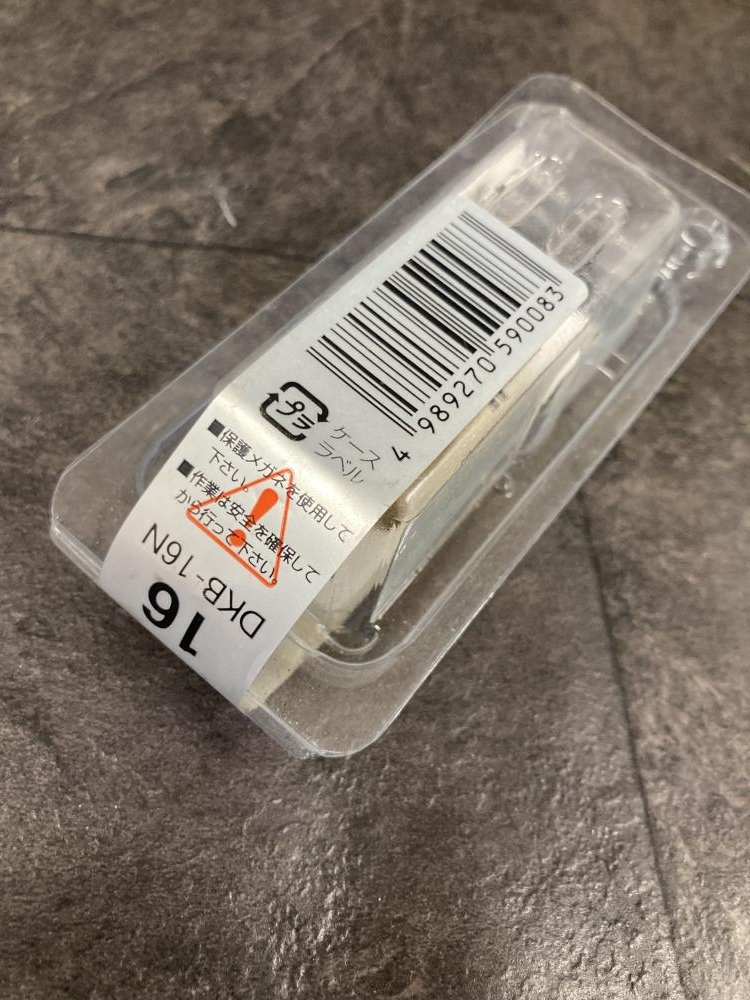 4 989270 590083
プラ
ケース
ラベル
■保護メガネを使用して
下さい。
■作業は安全を確保して
から行って下さい。
DKB-16N
16